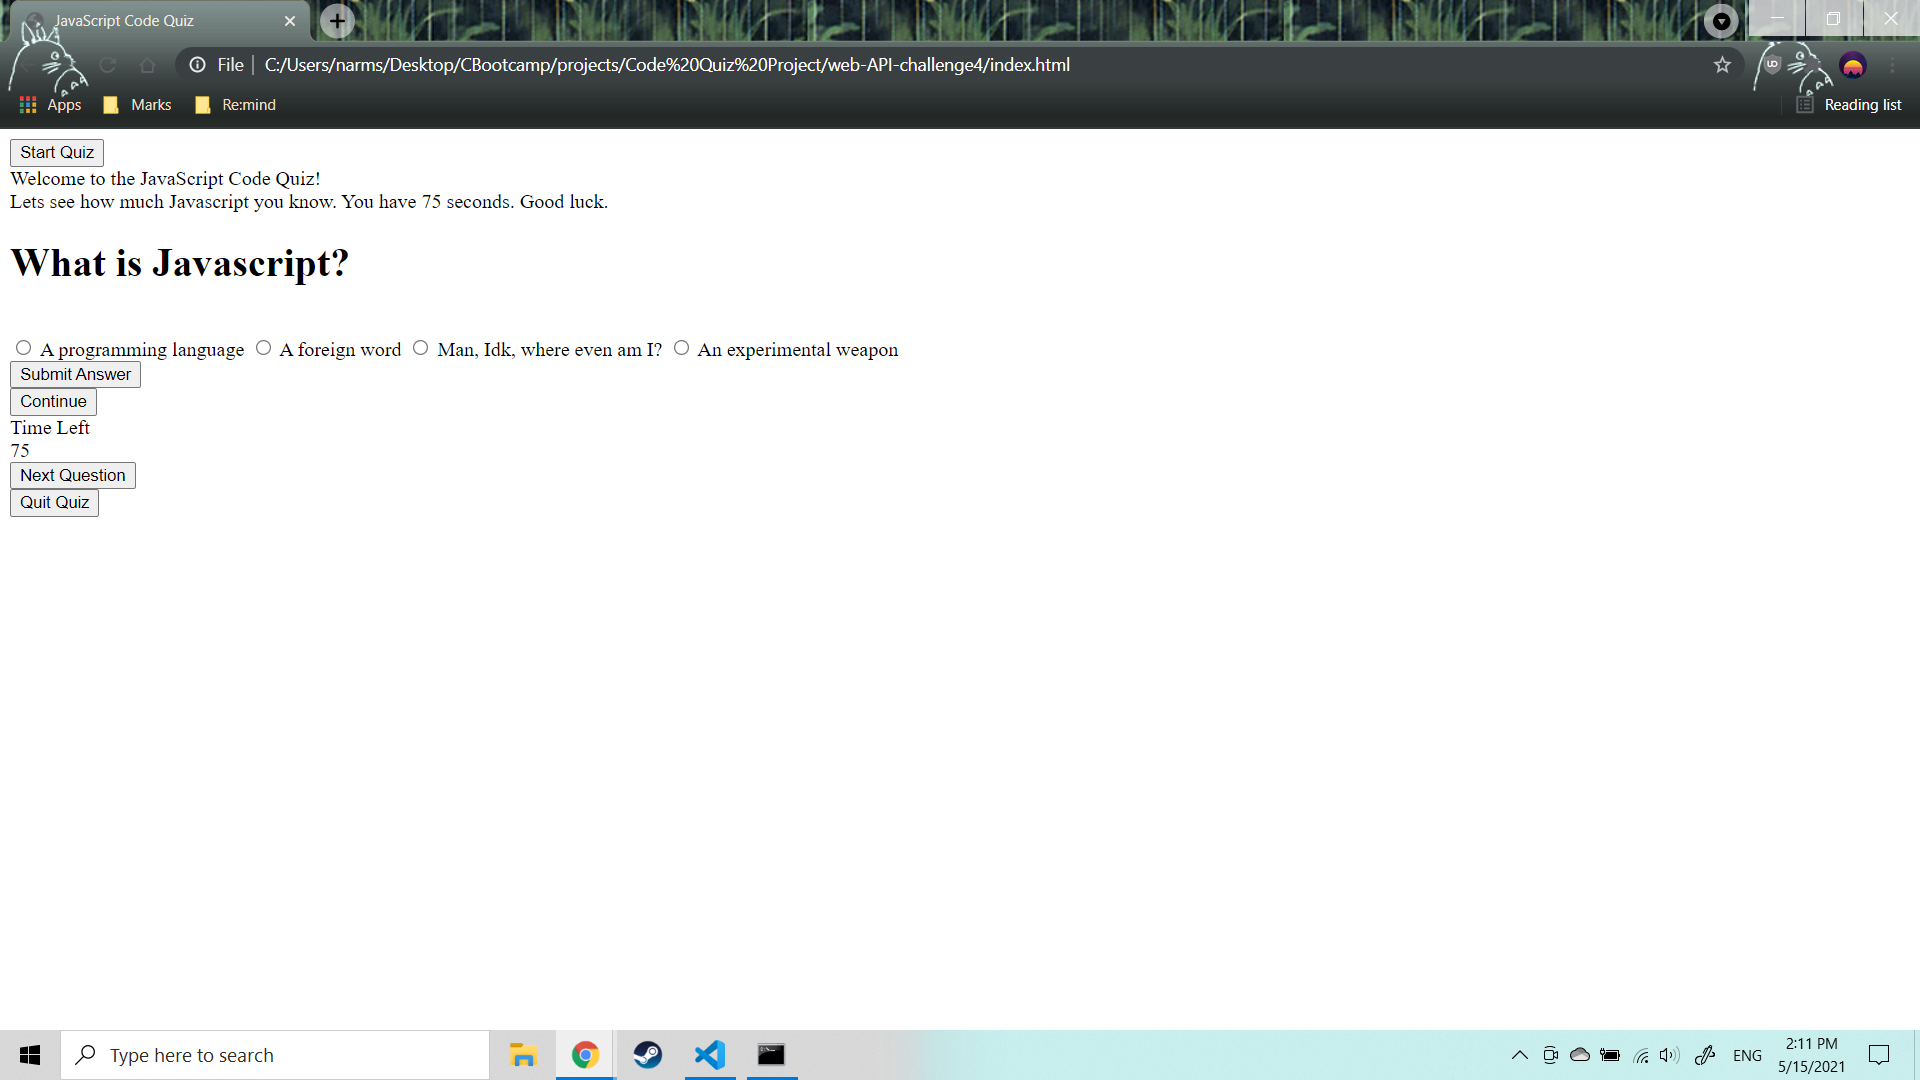 JavaScript Code Quiz
File | C:/Users/narms/Desktop/CBootcamp/projects/Code%20Quiz%20Project/web-API-challenge4/index.html
Apps Marks Re:mind Reading list
Start Quiz
Welcome to the JavaScript Code Quiz!
Lets see how much Javascript you know. You have 75 seconds. Good luck.
What is Javascript?
A programming language A foreign word Man, Idk, where even am I? An experimental weapon
Submit Answer
Continue
Time Left
75
Next Question
Quit Quiz
Type here to search
ENG
2:11 PM
5/15/2021